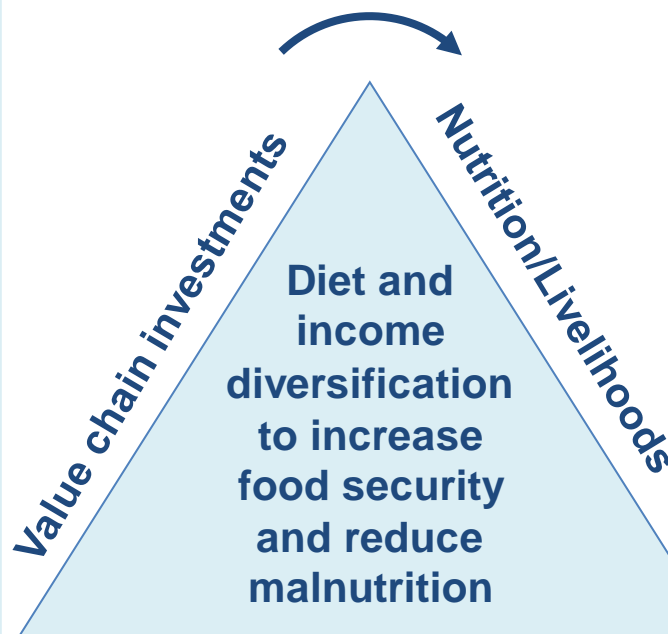 Value chain investments
Nutrition/Livelihoods
Diet and
income
diversification
to increase
food security
and reduce
malnutrition